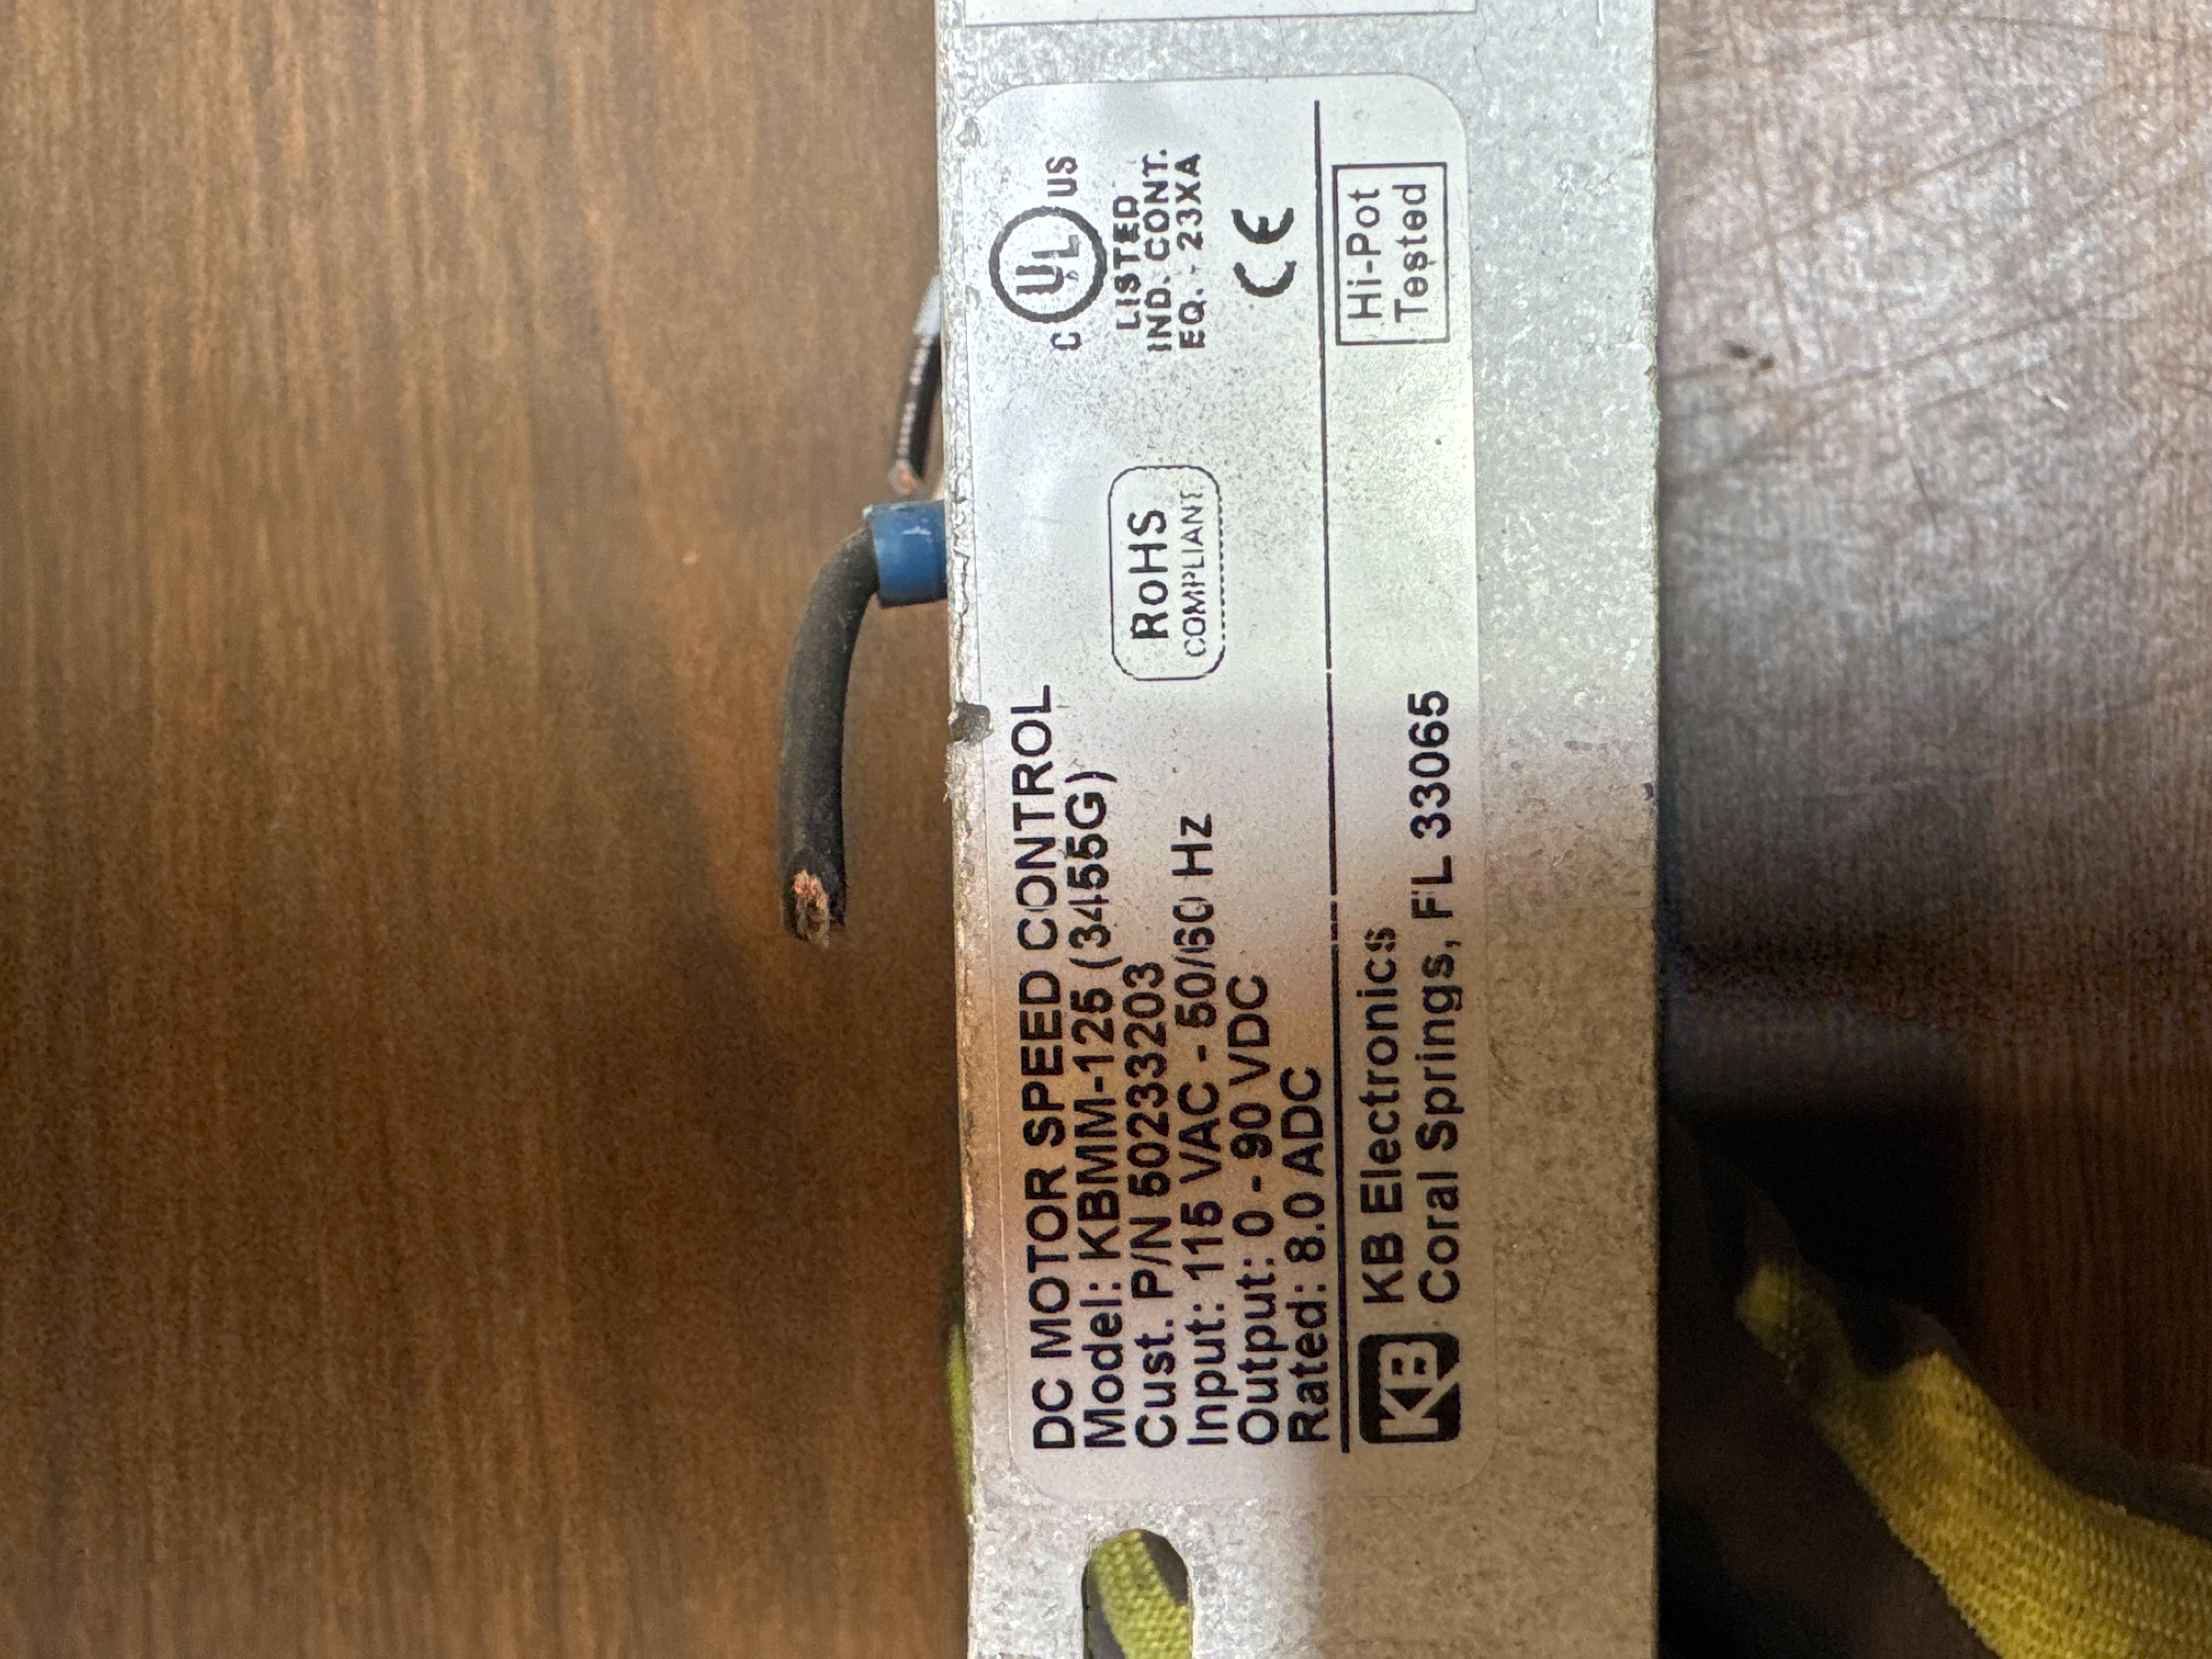 DC MOTOR SPEED CONTROL
Model: KBMM-125 (3455G)
Cust. P/N 50233203
Input: 115 VAC - 50/60 Hz
Output: 0 - 90 VDC
Rated: 8.0 ADC
RoHS
COMPLIANT
C UL US
LISTED
IND. CONT.
EQ. - 23XA
CE
KB KB Electronics
Coral Springs, FL 33065
Hi-Pot
Tested